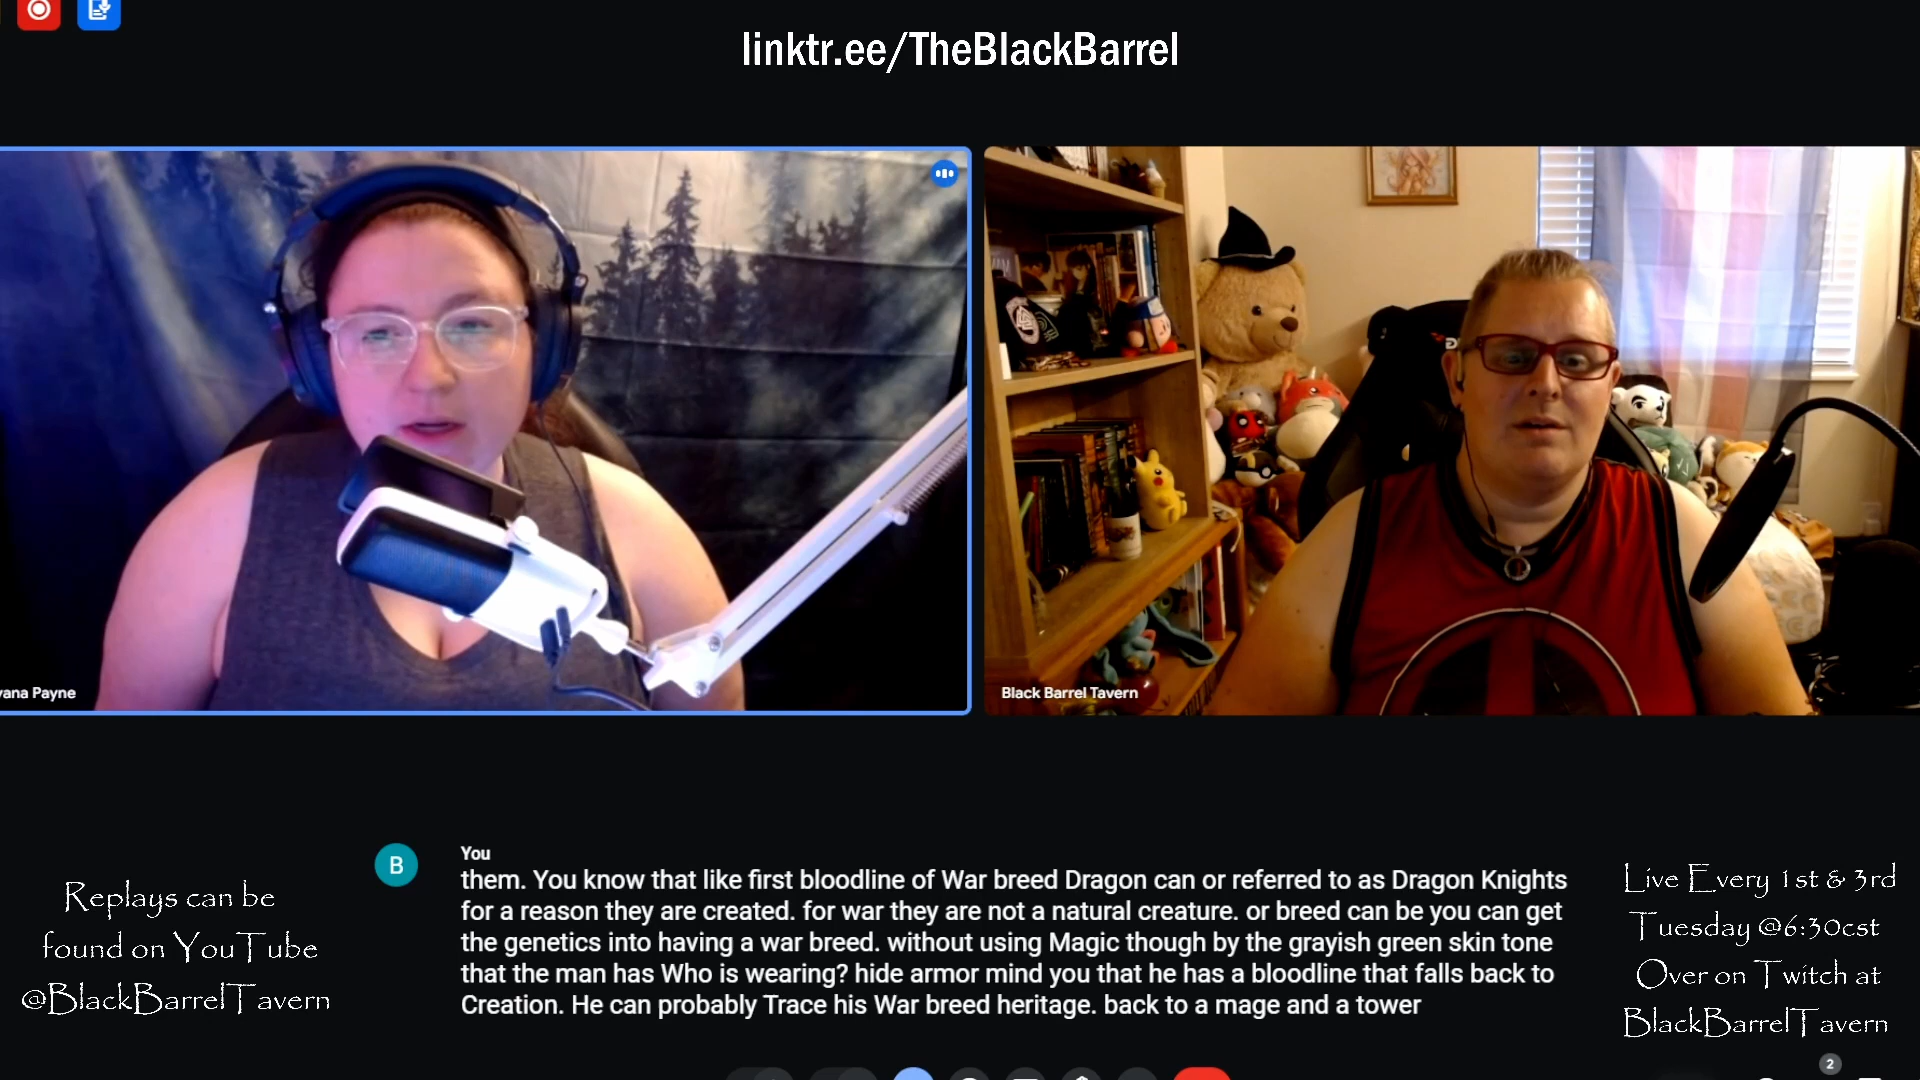 linktr.ee/TheBlackBarrel
vana Payne
Black Barrel Tavern
B
You
them. You know that like first bloodline of War breed Dragon can or referred to as Dragon Knights
for a reason they are created. for war they are not a natural creature. or breed can be you can get
the genetics into having a war breed. without using Magic though by the grayish green skin tone
that the man has Who is wearing? hide armor mind you that he has a bloodline that falls back to
Creation. He can probably Trace his War breed heritage. back to a mage and a tower
Replays can be
found on YouTube
@BlackBarrelTavern
Live Every 1st & 3rd
Tuesday @6:30cst
Over on Twitch at
BlackBarrelTavern
2